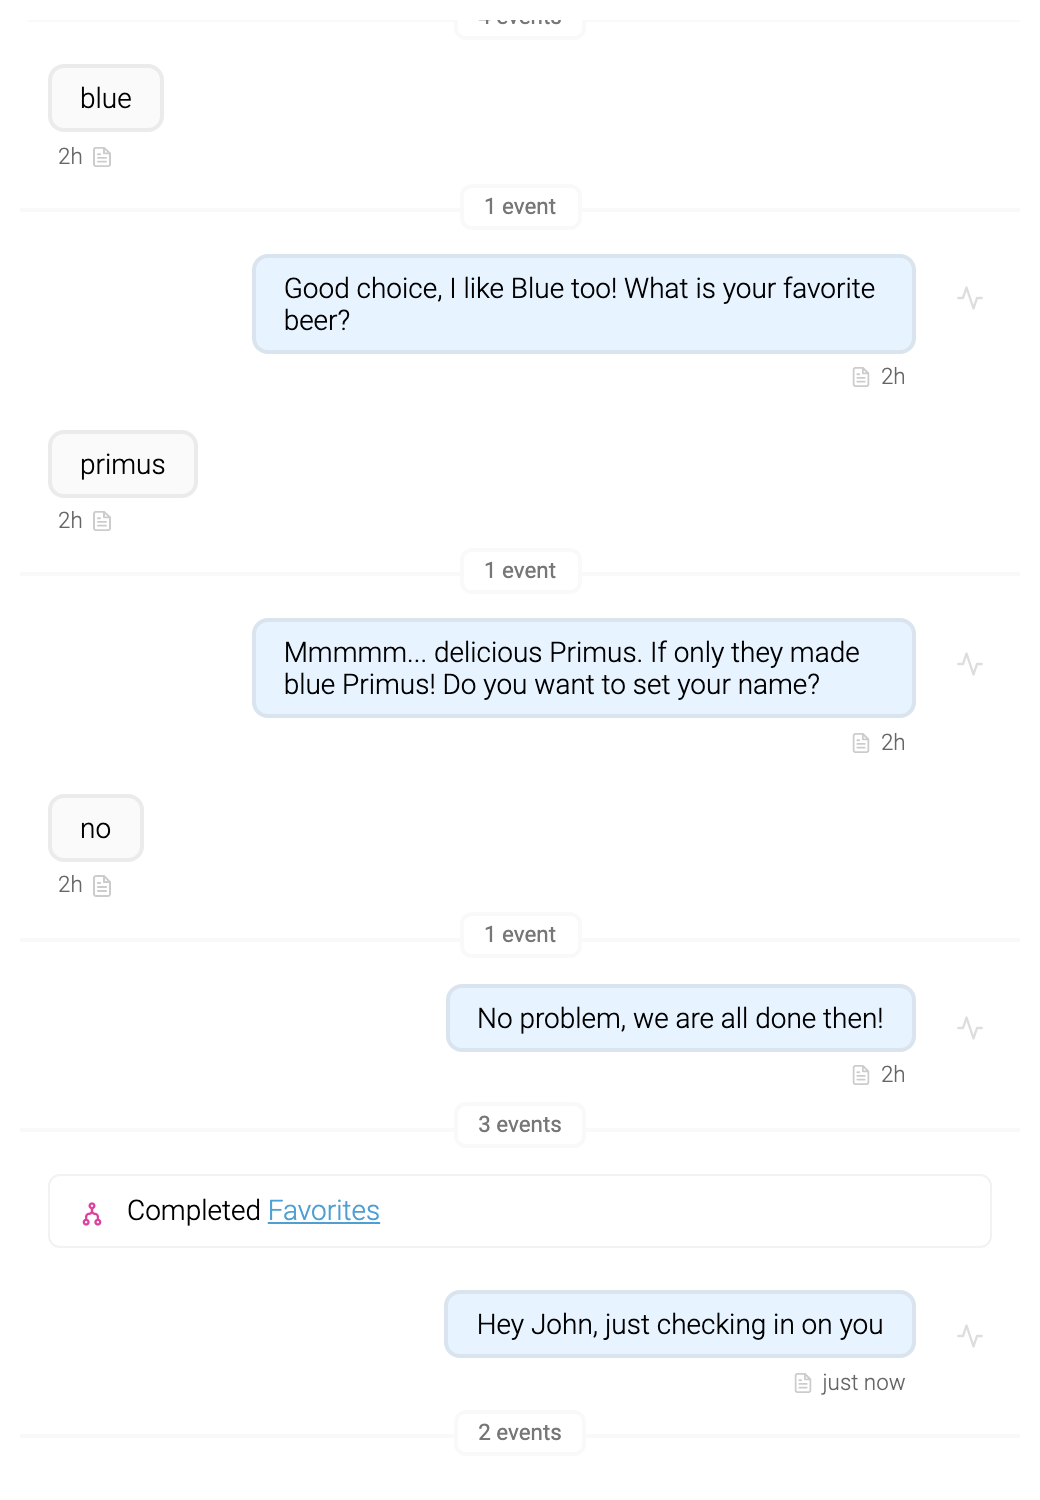 4 events
blue
2h
1 event
Good choice, I like Blue too! What is your favorite
beer?
2h
primus
2h
1 event
Mmmmm... delicious Primus. If only they made
blue Primus! Do you want to set your name?
2h
no
2h
1 event
No problem, we are all done then!
2h
3 events
Completed Favorites
Hey John, just checking in on you
just now
2 events